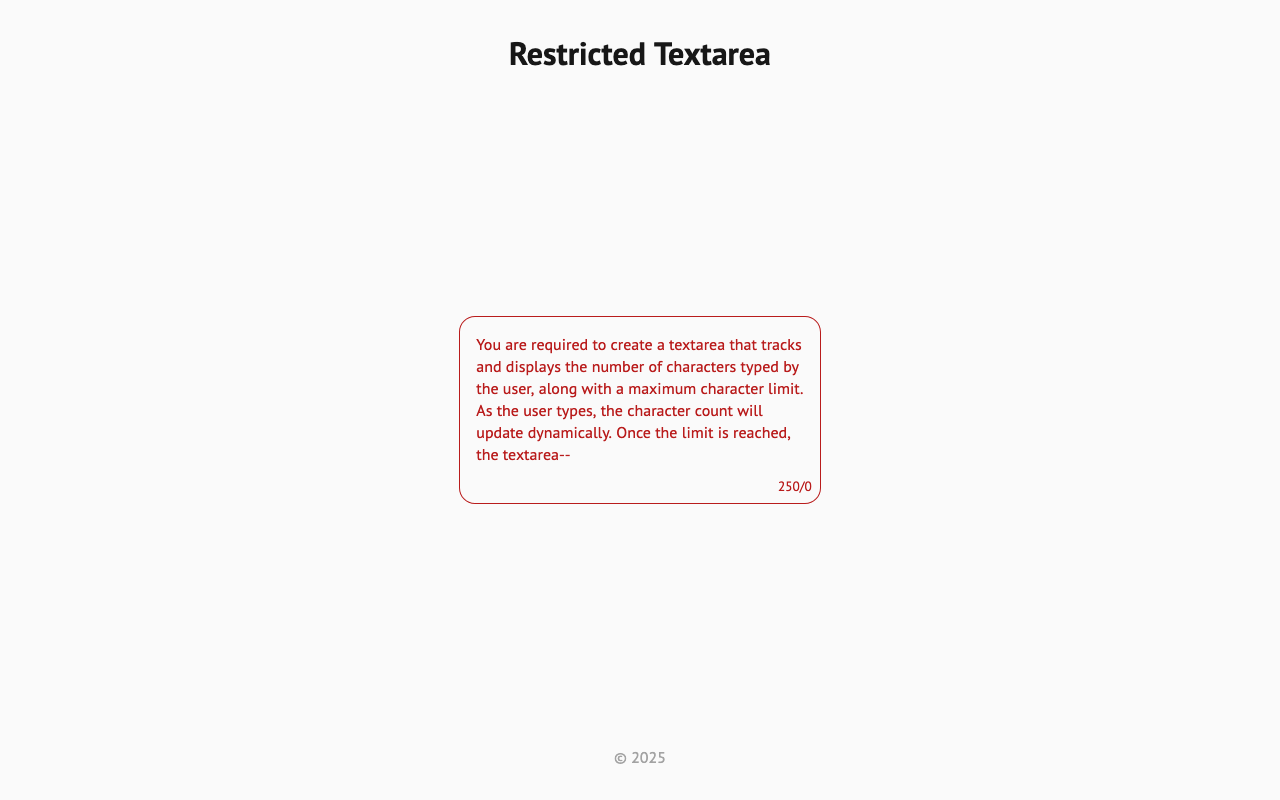 Restricted Textarea
You are required to create a textarea that tracks
and displays the number of characters typed by
the user, along with a maximum character limit.
As the user types, the character count will
update dynamically. Once the limit is reached,
the textarea--
250/0
© 2025